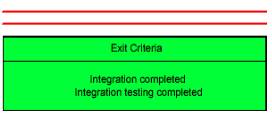 Exit Criteria
Integration completed
Integration testing completed